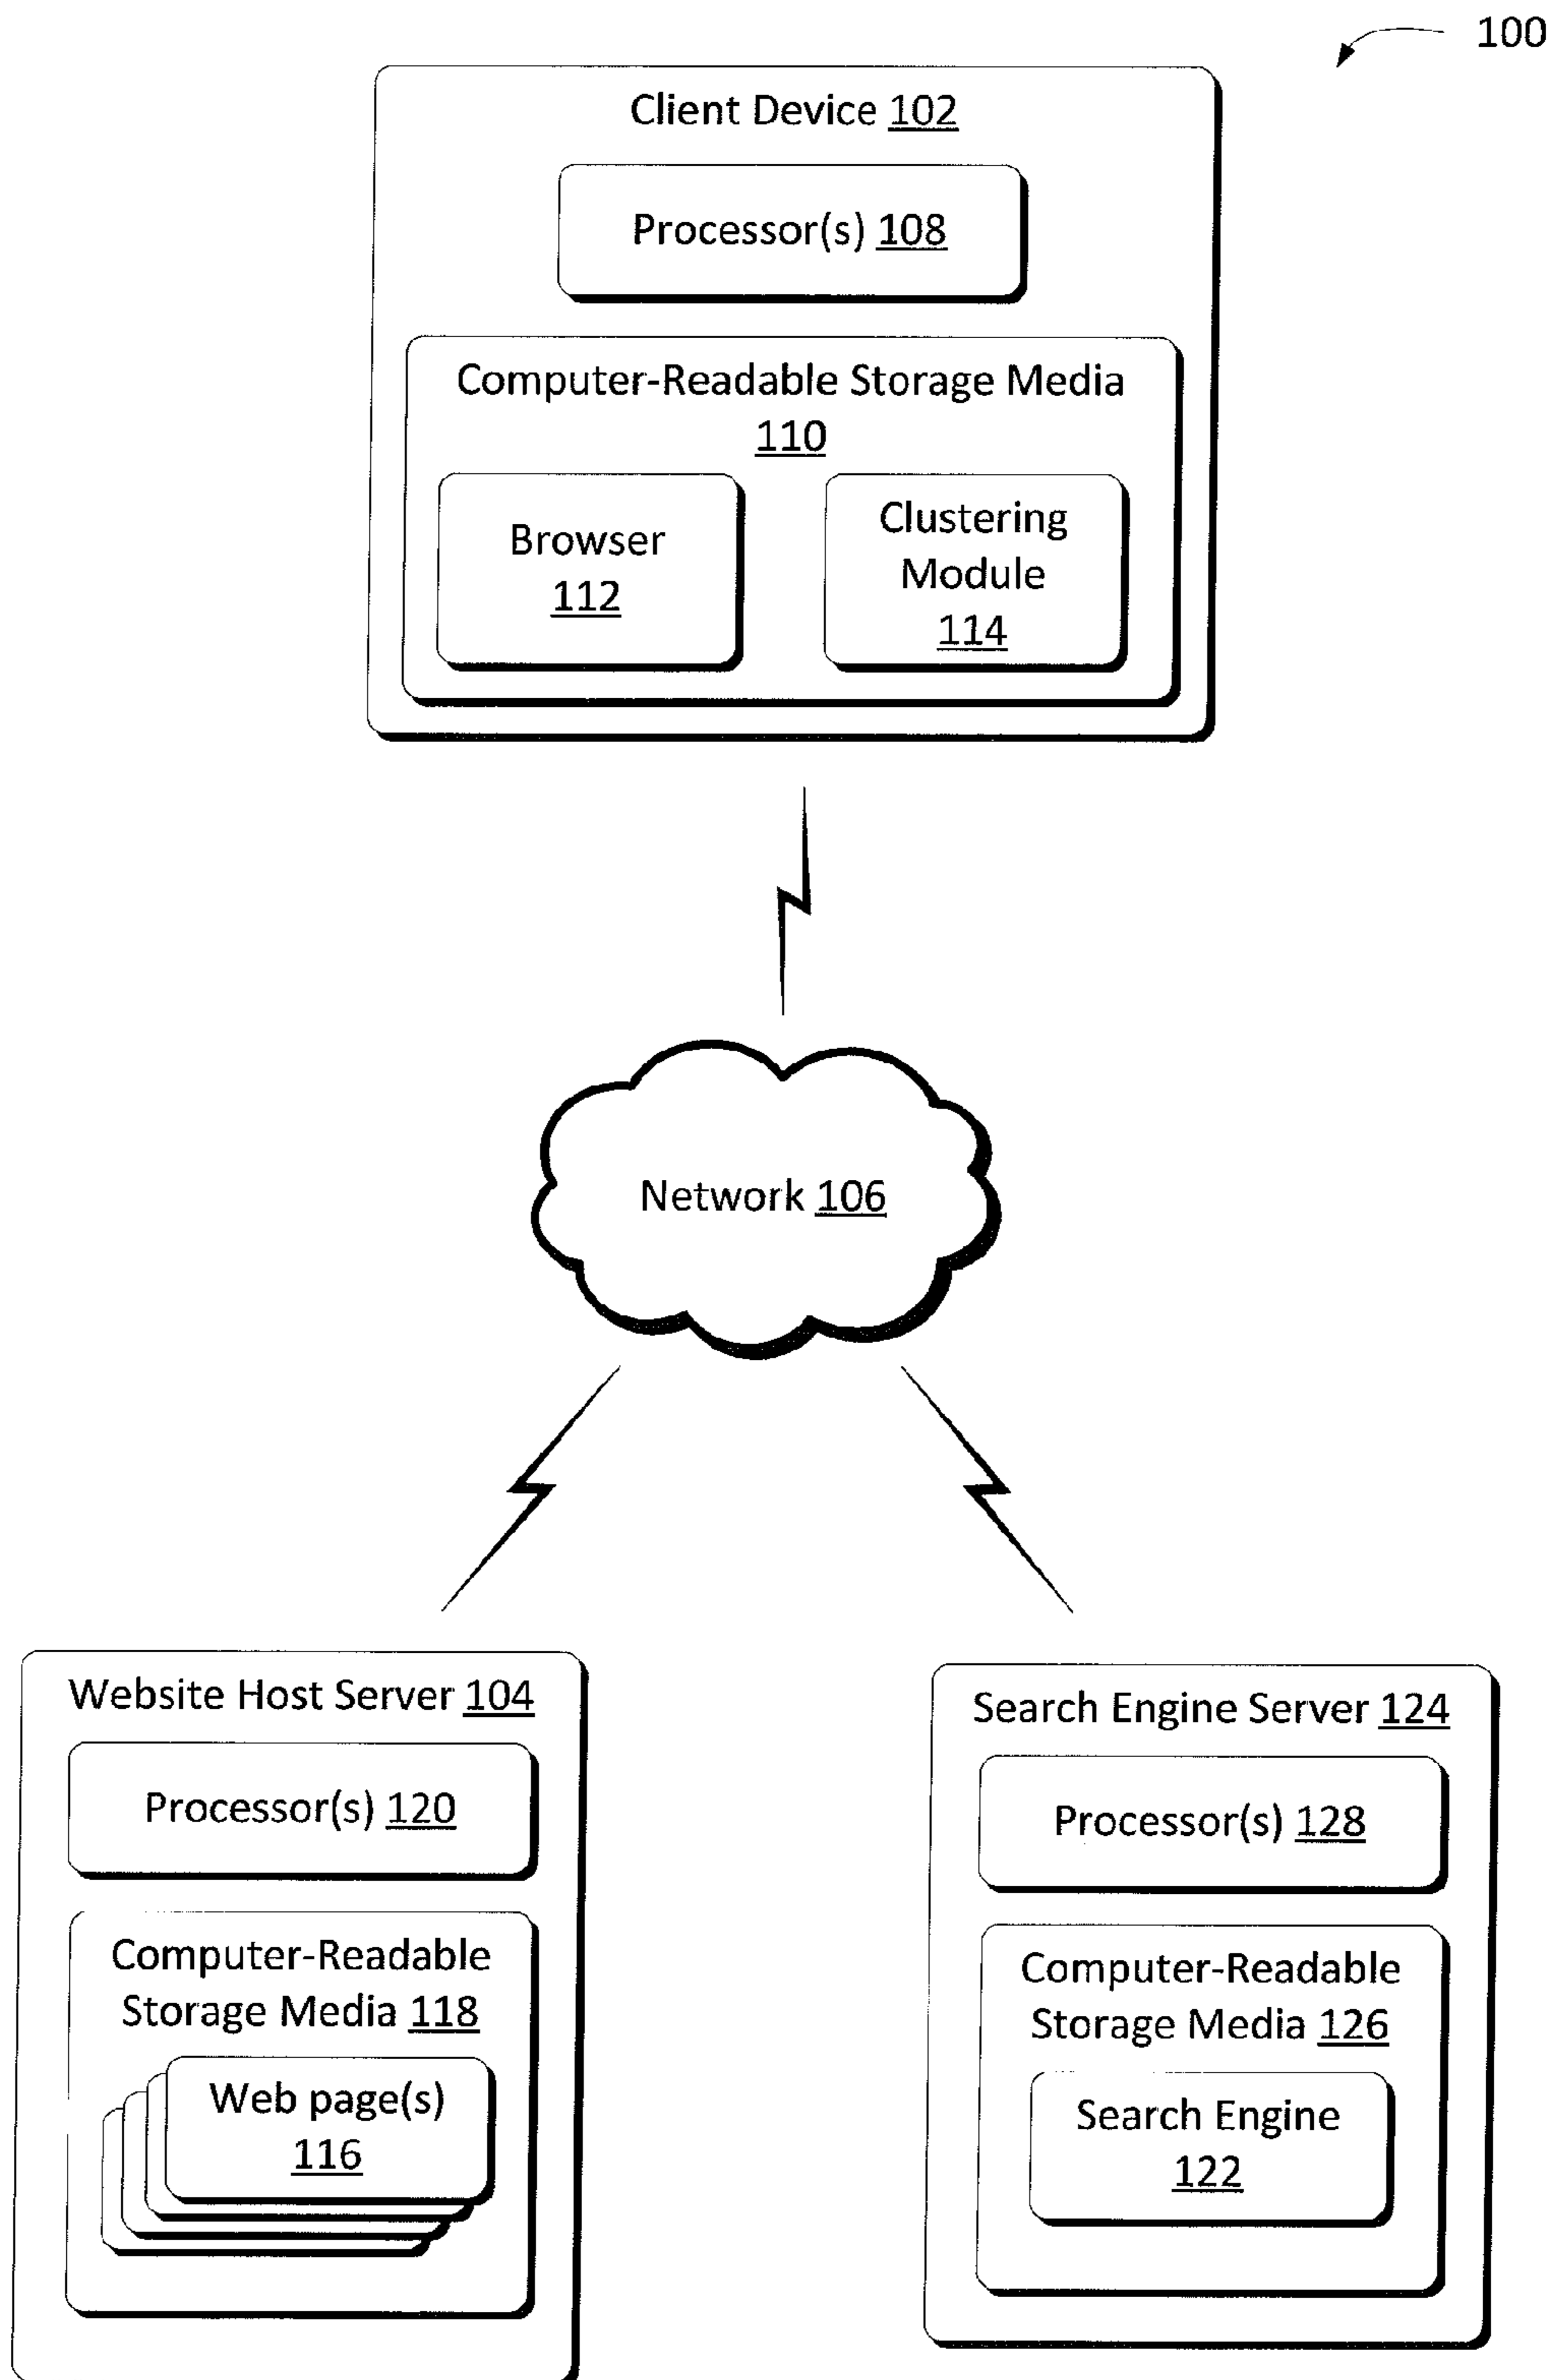 100
Client Device 102
Processor(s) 108
Computer-Readable Storage Media
110
Browser
112
Clustering
Module
114
Network 106
Website Host Server 104
Processor(s) 120
Computer-Readable
Storage Media 118
Web page(s)
116
Search Engine Server 124
Processor(s) 128
Computer-Readable
Storage Media 126
Search Engine
122